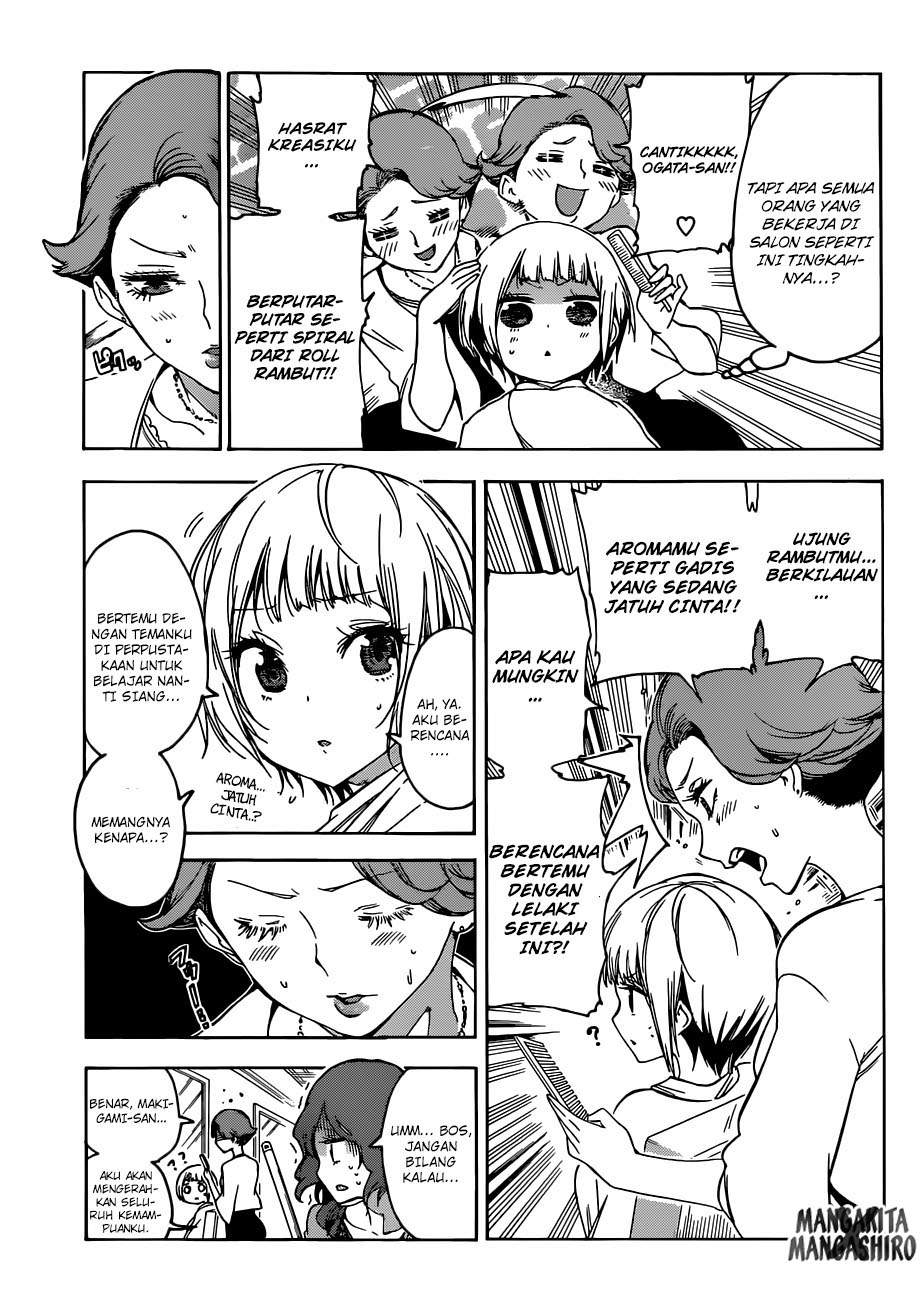 TAPI APA SEMUA
ORANG YANG
BEKERJA DI
SALON SEPERTI
INI TINGKAH-
NYA...?
CANTIKKKKK,
OGATA-SAN!!
HASRAT
KREASIKU
...
BERPUTAR-
PUTAR SE-
PERTI SPIRAL
DARI ROLL
RAMBUT!!
UJUNG
RAMBUTMU...
BERKILAUAN
...
AROMAMU SE-
PERTI GADIS
YANG SEDANG
JATUH CINTA!!
APA KAU
MUNGKIN
...
BERENCANA
BERTEMU
DENGAN
LELAKI
SETELAH
INI?!
?
AH, YA.
AKU BE-
RENCANA
....
BERTEMU DE-
NGAN TEMANKU
DI PERPUSTA-
KAAN UNTUK
BELAJAR NAN-
TI SIANG...
AROMA...
JATUH
CINTA..?
MEMANGNYA
KENAPA...?
UMM... BOS,
JANGAN
BILANG
KALAU...
BENAR, MAKI-
GAMI-SAN...
? ?
AKU AKAN
MENGERAH-
KAN SELU-
RUH KEMAM-
PUANKU.
MANGAKITA
MANGASHIRO